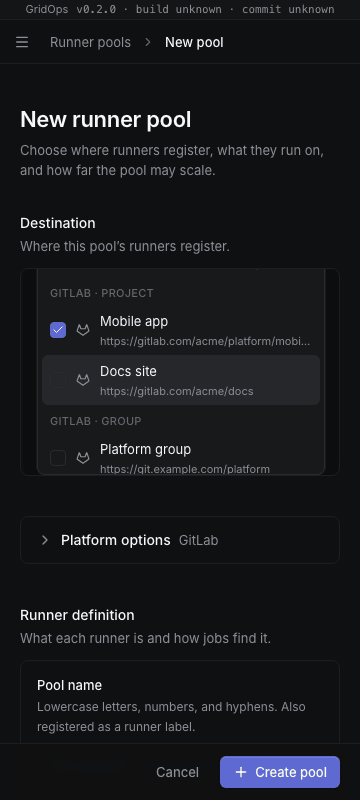 GridOps v0.2.0 · build unknown · commit unknown
Runner pools > New pool
New runner pool
Choose where runners register, what they run on,
and how far the pool may scale.
Destination
Where this pool’s runners register.
GITLAB · PROJECT
Mobile app
https://gitlab.com/acme/platform/mobi...
Docs site
https://gitlab.com/acme/docs
GITLAB · GROUP
Platform group
https://git.example.com/platform
Platform options GitLab
Runner definition
What each runner is and how jobs find it.
Pool name
Lowercase letters, numbers, and hyphens. Also
registered as a runner label.
Cancel
Create pool